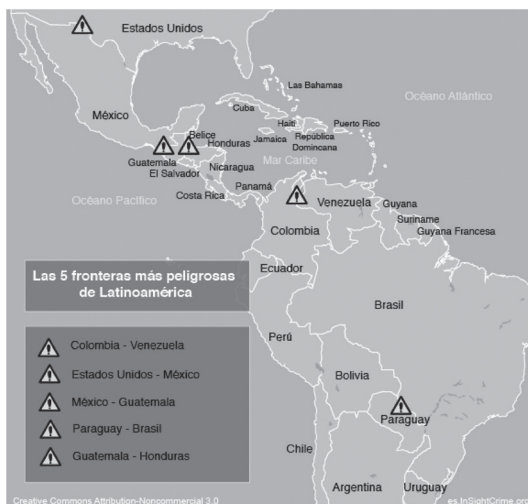 Estados Unidos
Las Bahamas
Océano Atlántico
México
Cuba
Haití
Puerto Rico
Jamaica
República
Dominicana
Belice
Honduras
Mar Caribe
Guatemala
El Salvador
Nicaragua
Océano Pacífico
Costa Rica
Panamá
Venezuela
Guyana
Suriname
Guyana Francesa
Colombia
Ecuador
Las 5 fronteras más peligrosas
de Latinoamérica
Brasil
Perú
Colombia - Venezuela
Estados Unidos - México
México - Guatemala
Paraguay - Brasil
Guatemala - Honduras
Bolivia
Paraguay
Chile
Argentina
Uruguay
Creative Commons Attribution-Noncommercial 3.0
es.InSightCrime.org